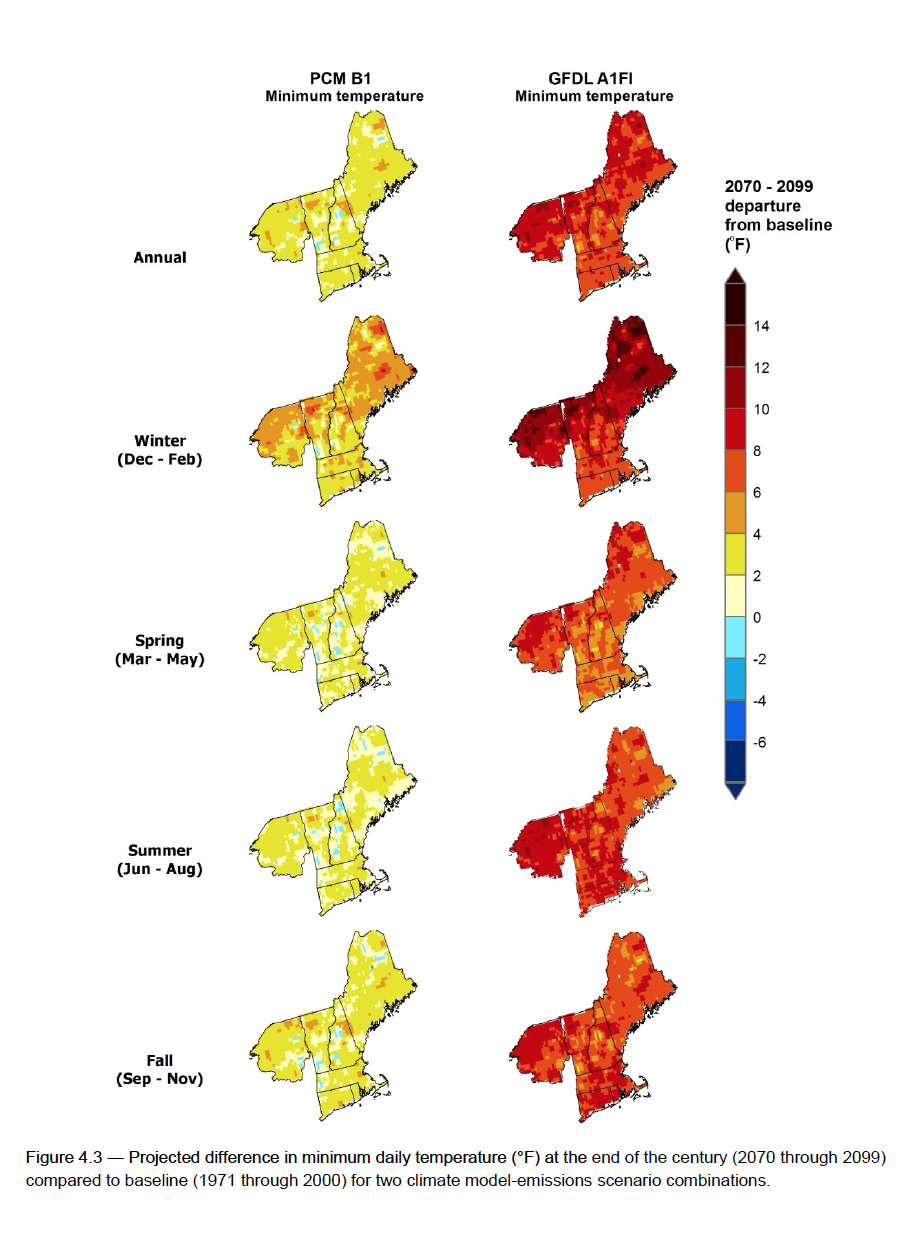 PCM B1
Minimum temperature
GFDL A1FI
Minimum temperature
2070 - 2099
departure
from baseline
(°F)
Annual
14
12
10
8
6
4
2
0
-2
-4
-6
Winter
(Dec - Feb)
Spring
(Mar - May)
Summer
(Jun - Aug)
Fall
(Sep - Nov)
Figure 4.3 — Projected difference in minimum daily temperature (°F) at the end of the century (2070 through 2099)
compared to baseline (1971 through 2000) for two climate model-emissions scenario combinations.